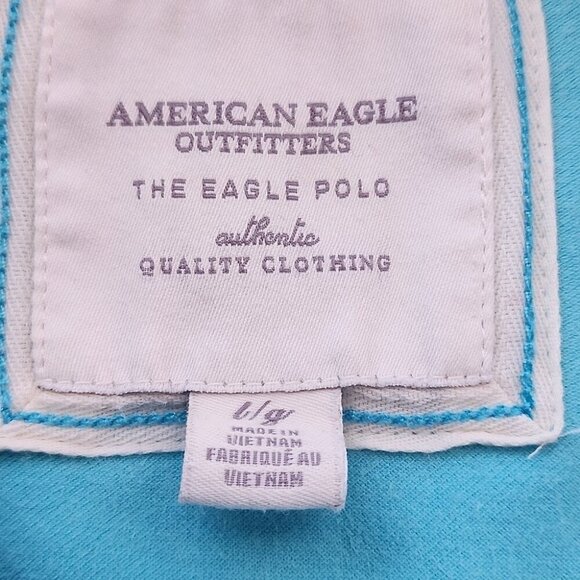 AMERICAN EAGLE
OUTFITTERS
THE EAGLE POLO
authentic
QUALITY CLOTHING
L/g
MADE IN
VIETNAM
FABRIQUÉ AU
VIETNAM